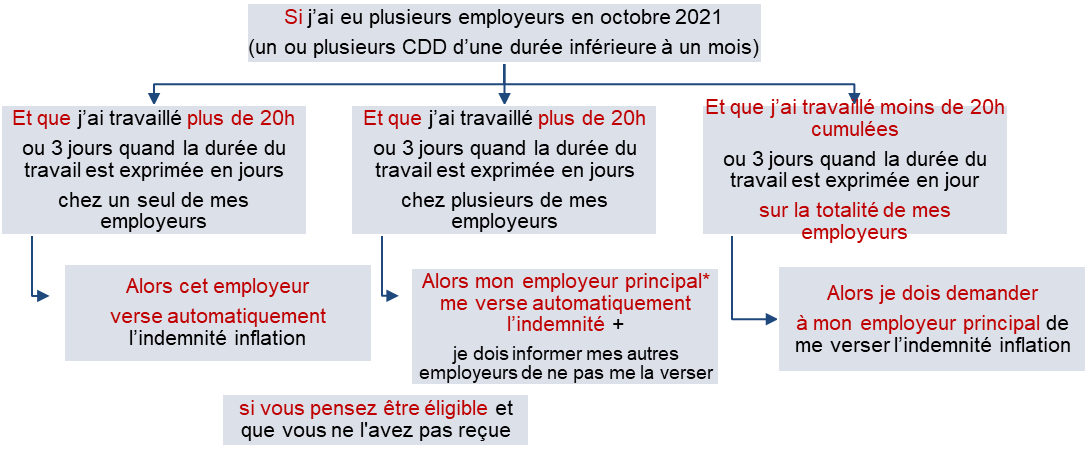 Si j’ai eu plusieurs employeurs en octobre 2021
(un ou plusieurs CDD d’une durée inférieure à un mois)
Et que j’ai travaillé plus de 20h
ou 3 jours quand la durée du
travail est exprimée en jours
chez un seul de mes
employeurs
Et que j’ai travaillé plus de 20h
ou 3 jours quand la durée du
travail est exprimée en jours
chez plusieurs de mes
employeurs
Et que j’ai travaillé moins de 20h
cumulées
ou 3 jours quand la durée du
travail est exprimée en jour
sur la totalité de mes
employeurs
Alors cet employeur
verse automatiquement
l’indemnité inflation
Alors mon employeur principal*
me verse automatiquement
l’indemnité +
je dois informer mes autres
employeurs de ne pas me la verser
Alors je dois demander
à mon employeur principal de
me verser l’indemnité inflation
si vous pensez être éligible et
que vous ne l'avez pas reçue